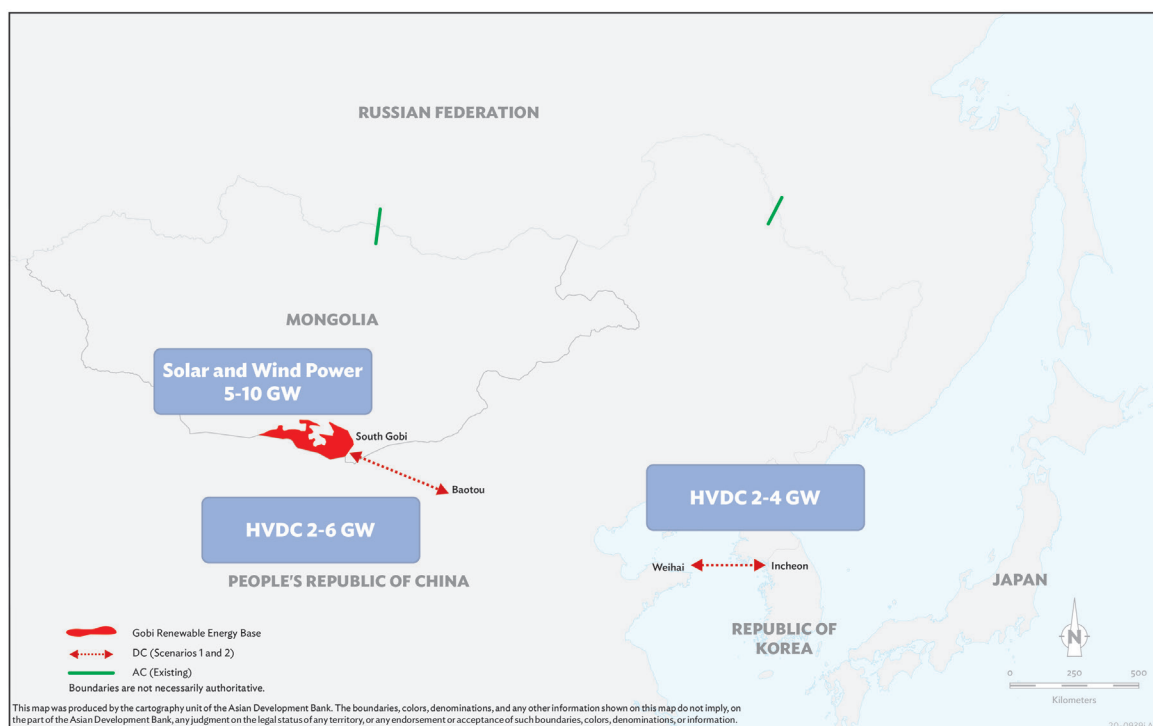 RUSSIAN FEDERATION
MONGOLIA
Solar and Wind Power
5-10 GW
South Gobi
Baotou
HVDC 2-6 GW
HVDC 2-4 GW
PEOPLE'S REPUBLIC OF CHINA
Weihai
Incheon
JAPAN
REPUBLIC OF
KOREA
N
Gobi Renewable Energy Base
DC (Scenarios 1 and 2)
AC (Existing)
Boundaries are not necessarily authoritative.
0 250 500
Kilometers
This map was produced by the cartography unit of the Asian Development Bank. The boundaries, colors, denominations, and any other information shown on this map do not imply, on
the part of the Asian Development Bank, any judgment on the legal status of any territory, or any endorsement or acceptance of such boundaries, colors, denominations, or information.